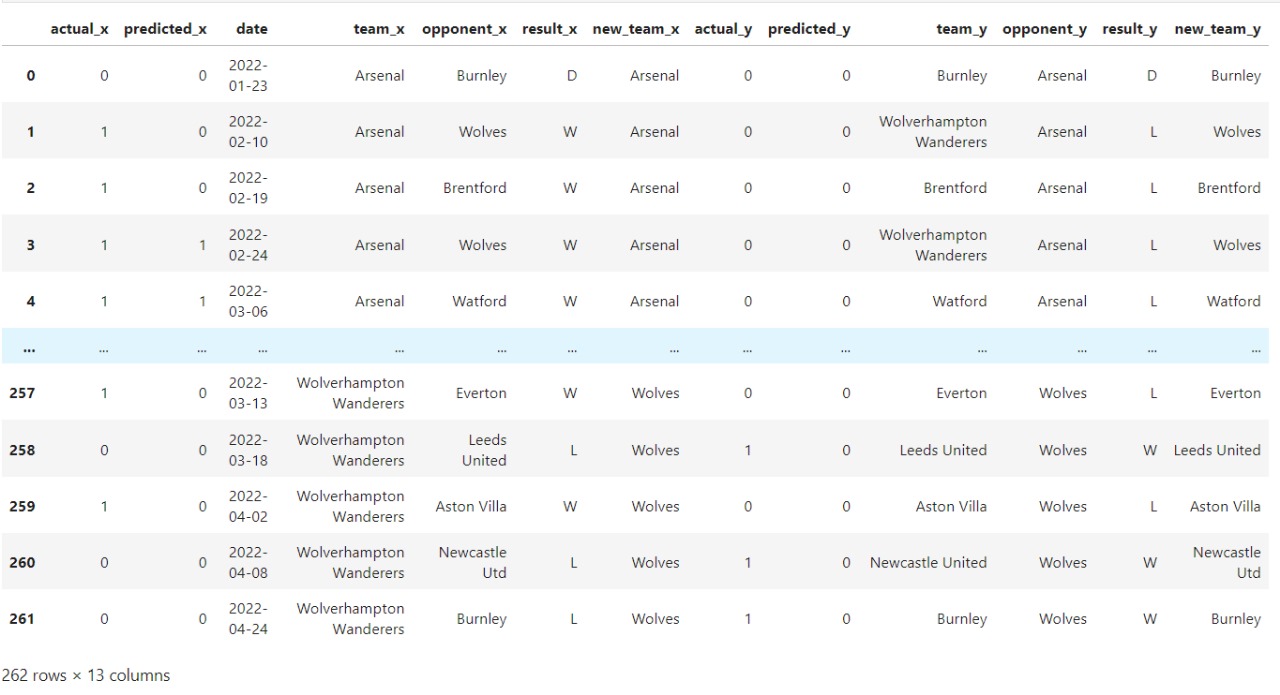 actual_x predicted_x date team_x opponent_x result_x new_team_x actual_y predicted_y team_y opponent_y result_y new_team_y
0 0 0 2022-01-23 Arsenal Burnley D Arsenal 0 0 Burnley Arsenal D Burnley
1 1 0 2022-02-10 Arsenal Wolves W Arsenal 0 0 Wolverhampton Wanderers Arsenal L Wolves
2 1 0 2022-02-19 Arsenal Brentford W Arsenal 0 0 Brentford Arsenal L Brentford
3 1 1 2022-02-24 Arsenal Wolves W Arsenal 0 0 Wolverhampton Wanderers Arsenal L Wolves
4 1 1 2022-03-06 Arsenal Watford W Arsenal 0 0 Watford Arsenal L Watford
... ... ... ... ... ... ... ... ... ... ... ... ... ...
257 1 0 2022-03-13 Wolverhampton Wanderers Everton W Wolves 0 0 Everton Wolves L Everton
258 0 0 2022-03-18 Wolverhampton Wanderers Leeds United L Wolves 1 0 Leeds United Wolves W Leeds United
259 1 0 2022-04-02 Wolverhampton Wanderers Aston Villa W Wolves 0 0 Aston Villa Wolves L Aston Villa
260 0 0 2022-04-08 Wolverhampton Wanderers Newcastle Utd L Wolves 1 0 Newcastle United Wolves W Newcastle Utd
261 0 0 2022-04-24 Wolverhampton Wanderers Burnley L Wolves 1 0 Burnley Wolves W Burnley
262 rows × 13 columns